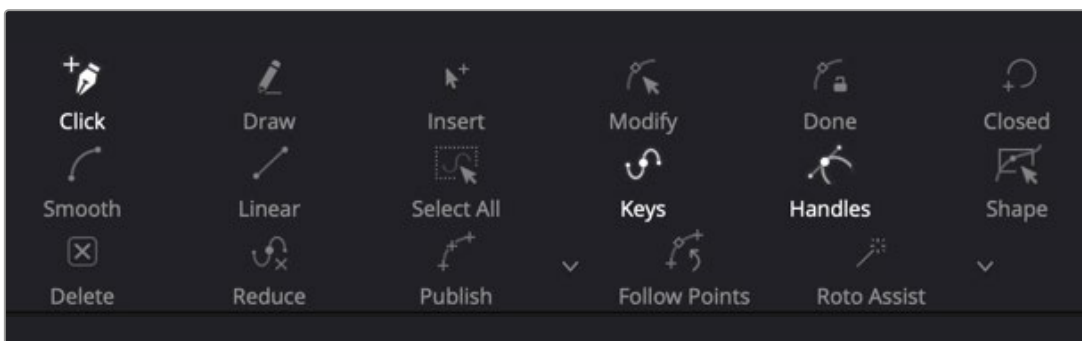 Click Draw Insert Modify Done Closed
Smooth Linear Select All Keys Handles Shape
Delete Reduce Publish Follow Points Roto Assist